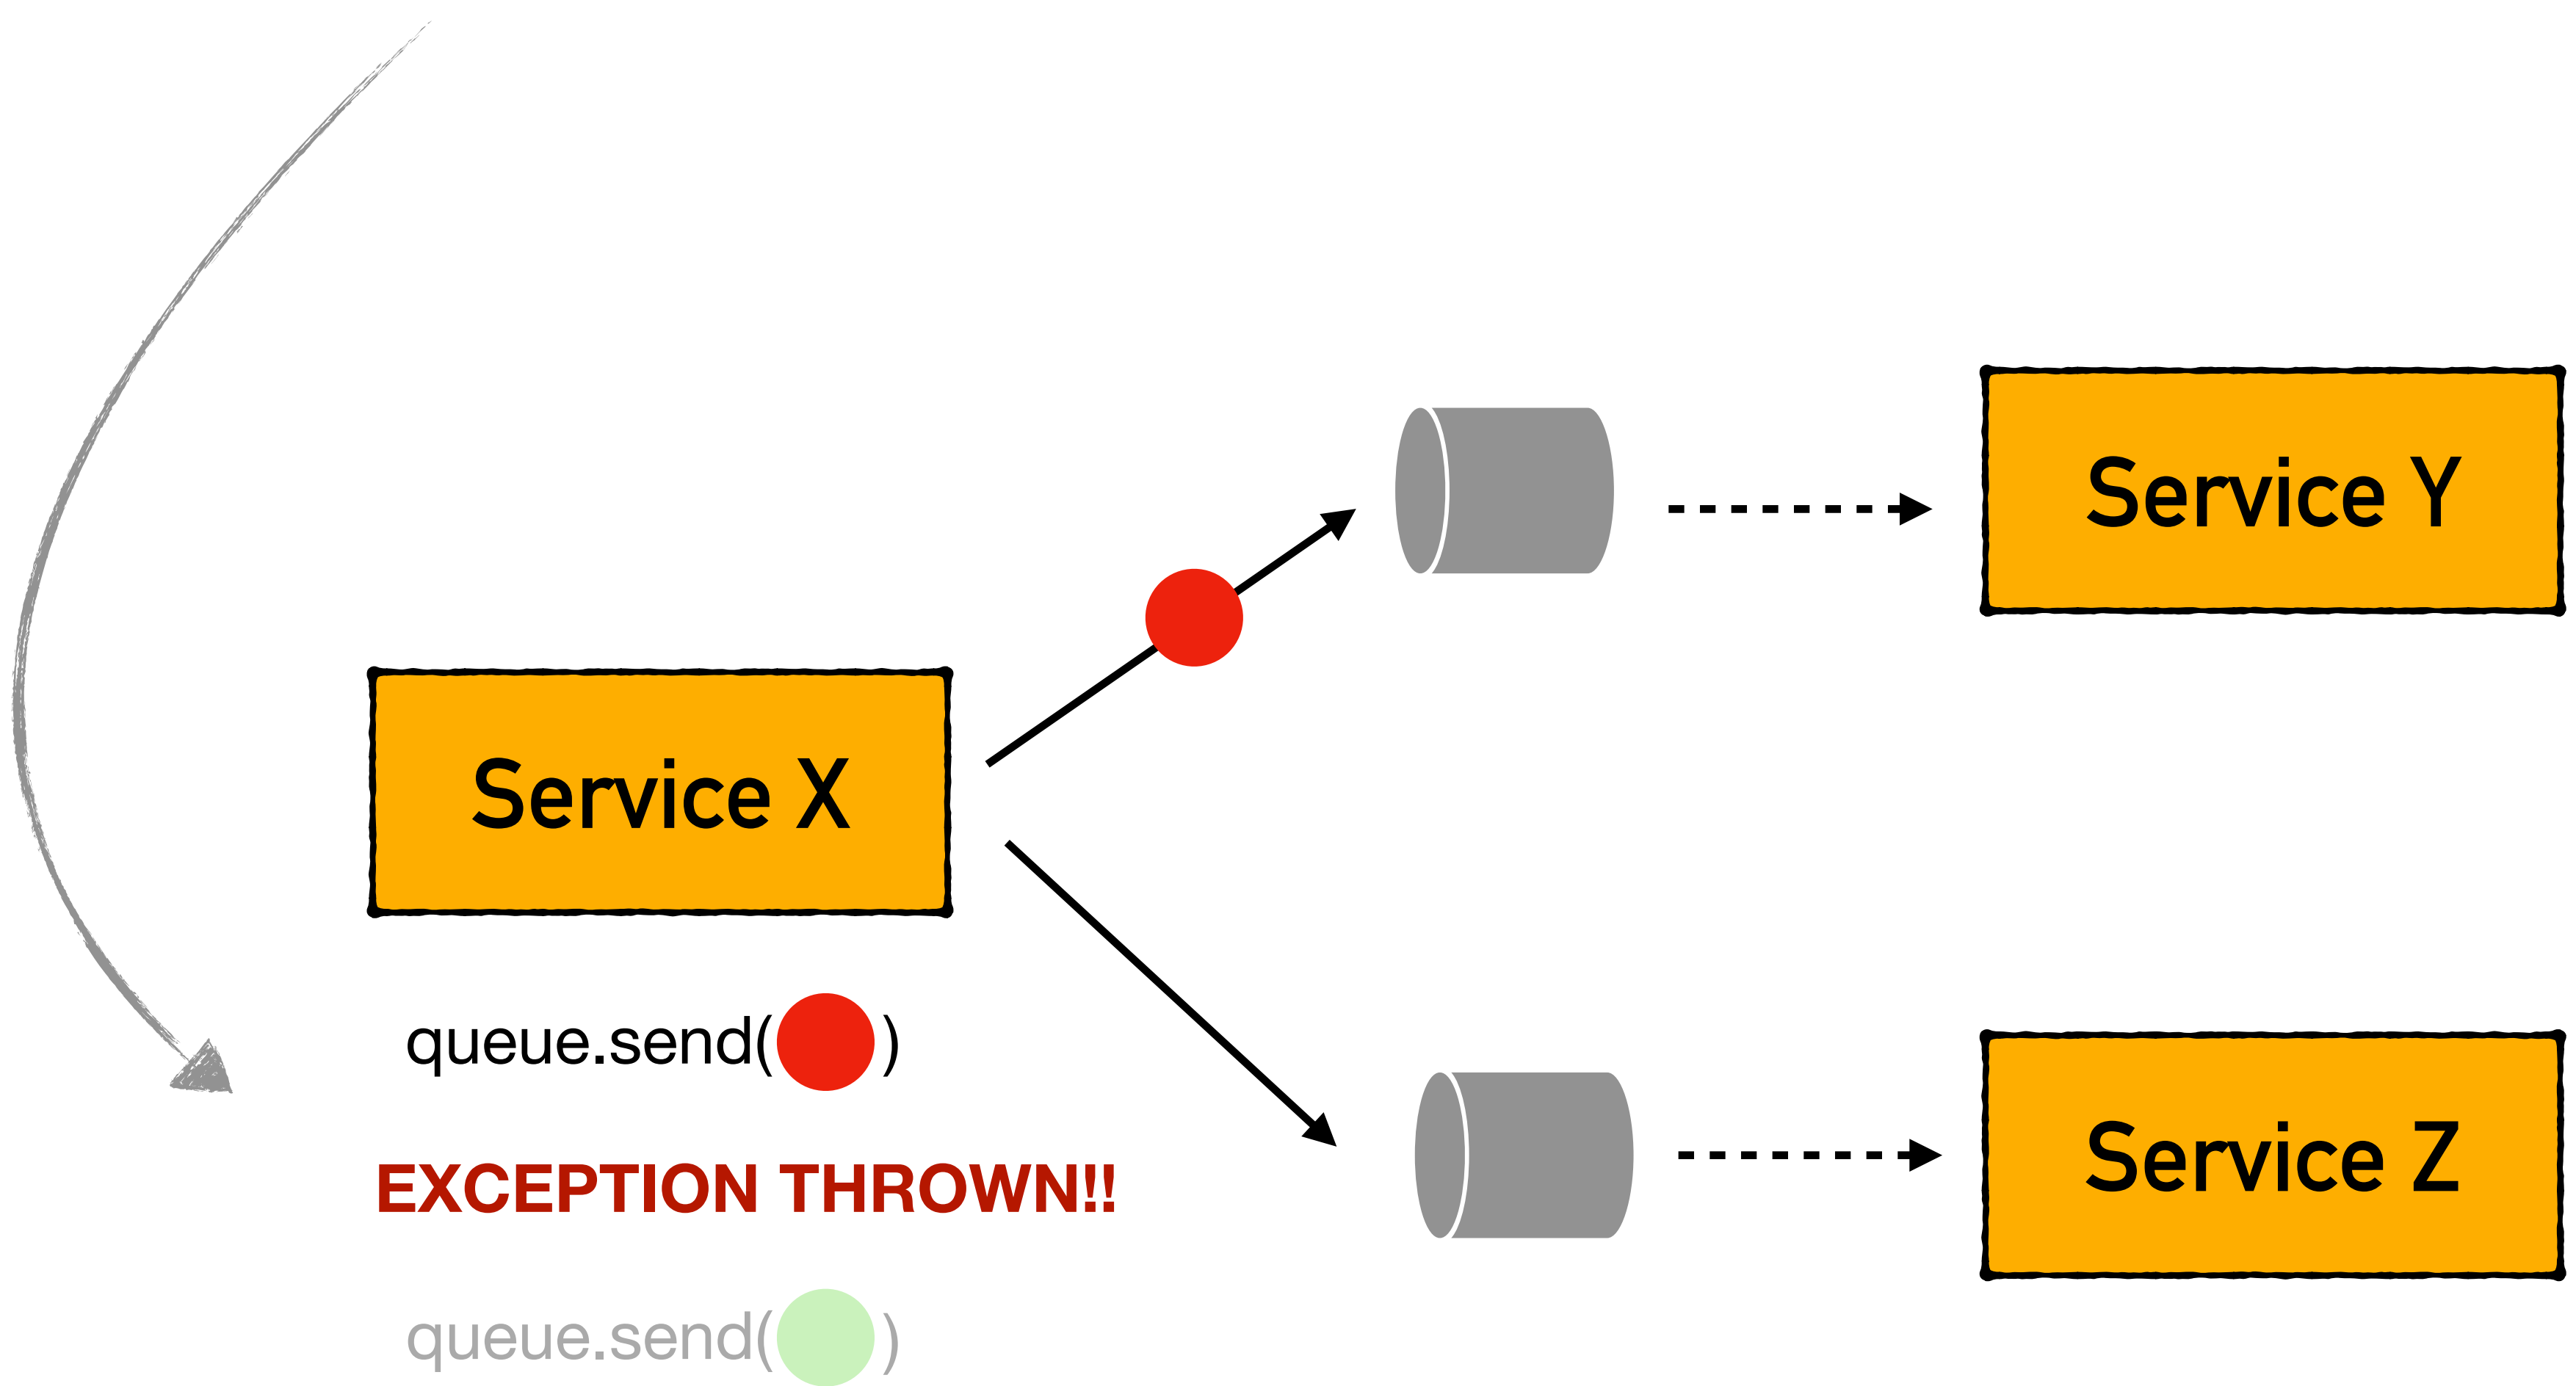 Service Y
Service X
queue.send( )
EXCEPTION THROWN!!
queue.send( )
Service Z